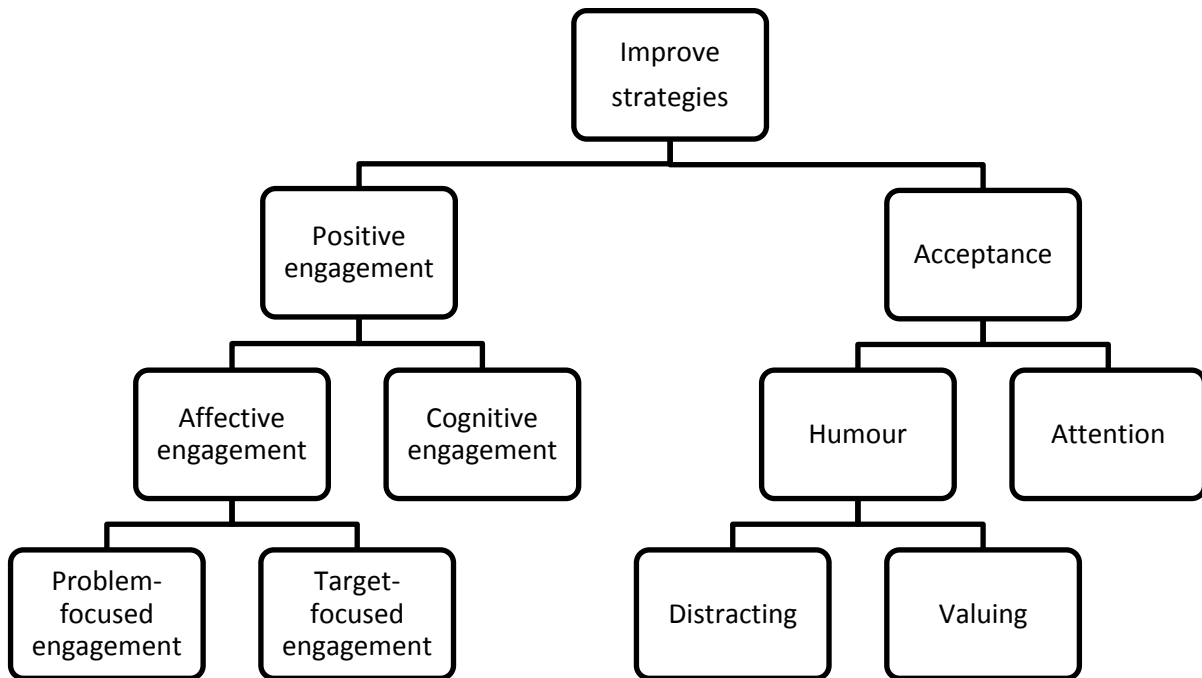 Improve
strategies
Positive
engagement
Acceptance
Affective
engagement
Cognitive
engagement
Humour
Attention
Problem-
focused
engagement
Target-
focused
engagement
Distracting
Valuing